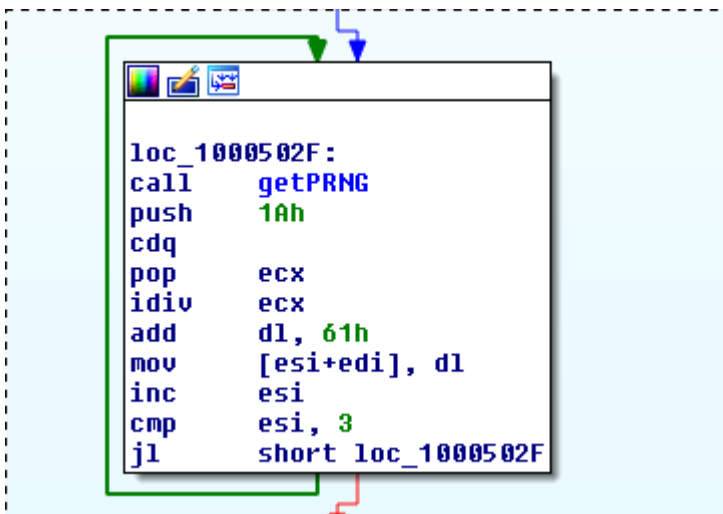 loc_1000502F:
call getPRNG
push 1Ah
cdq
pop ecx
idiv ecx
add dl, 61h
mov [esi+edi], dl
inc esi
cmp esi, 3
jl short loc_1000502F